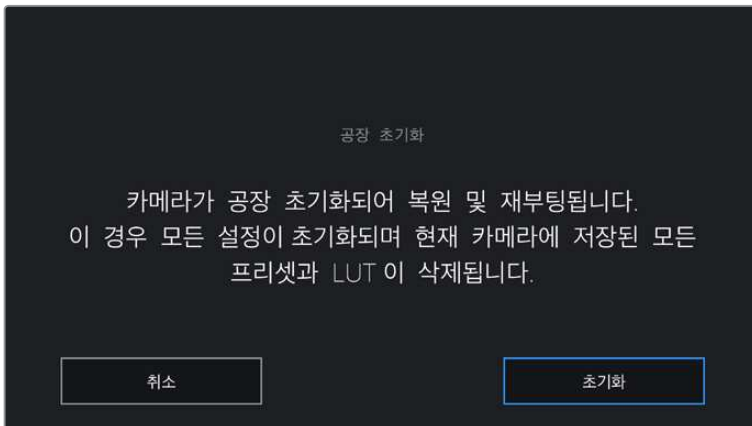 공장 초기화
카메라가 공장 초기화되어 복원 및 재부팅됩니다.
이 경우 모든 설정이 초기화되며 현재 카메라에 저장된 모든
프리셋과 LUT 이 삭제됩니다.
취소
초기화